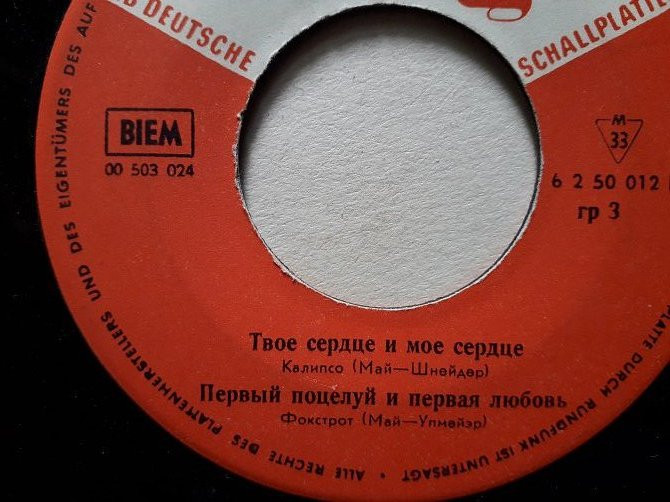 B DEUTSCHE SCHALLPLATTE
BIEM
00 503 024
M
33
6 2 50 012
гр 3
Твое сердце и мое сердце
Калипсо (Май—Шнейдер)
Первый поцелуй и первая любовь
Фокстрот (Май—Упмейэр)
ALLE RECHTE DES PLATTENHERSTELLERS UND DES EIGENTÜMERS DES AUF
PLATTE DURCH RUNDFUNK IST UNTERSAGT •